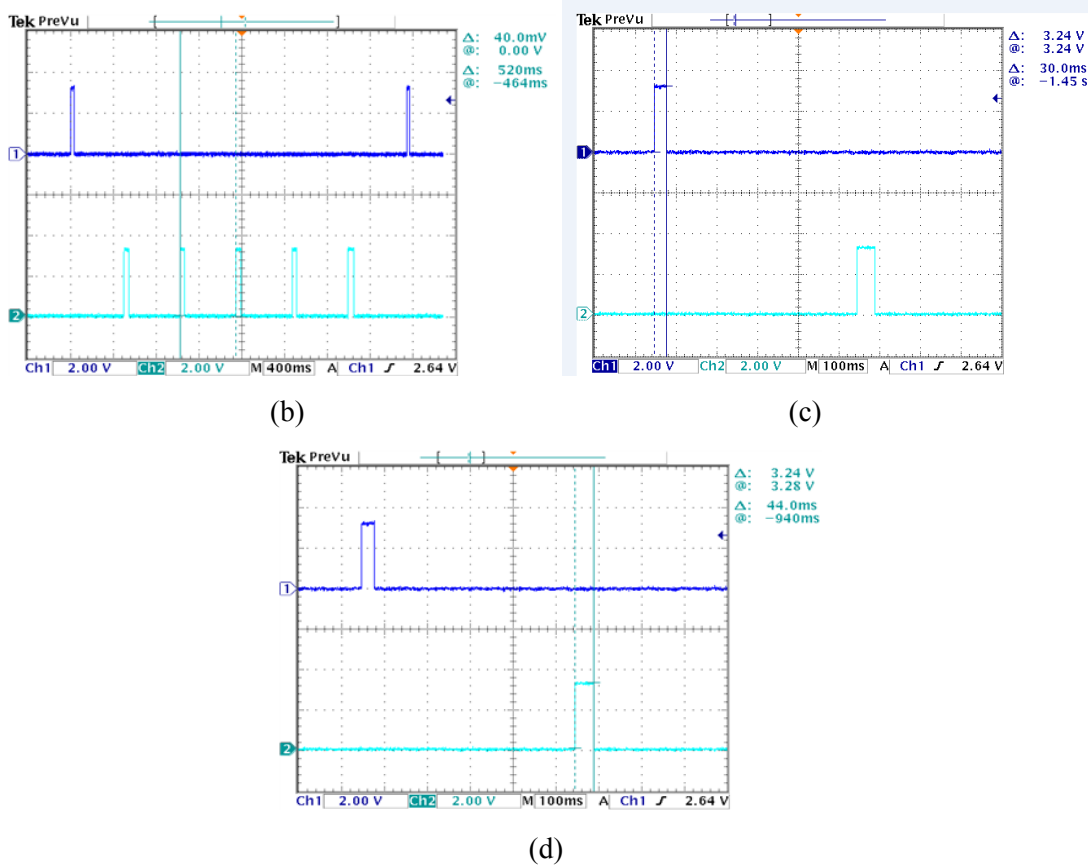 Tek PreVu
Δ: 40.0mV
@: 0.00 V
Δ: 520ms
@: −464ms
1
2
Ch1 2.00 V Ch2 2.00 V M 400ms A Ch1 2.64 V
(b)
Tek PreVu
Δ: 3.24 V
@: 3.24 V
Δ: 30.0ms
@: −1.45 s
1
2
Ch1 2.00 V Ch2 2.00 V M 100ms A Ch1 2.64 V
(c)
Tek PreVu
Δ: 3.24 V
@: 3.28 V
Δ: 44.0ms
@: −940ms
1
2
Ch1 2.00 V Ch2 2.00 V M 100ms A Ch1 2.64 V
(d)